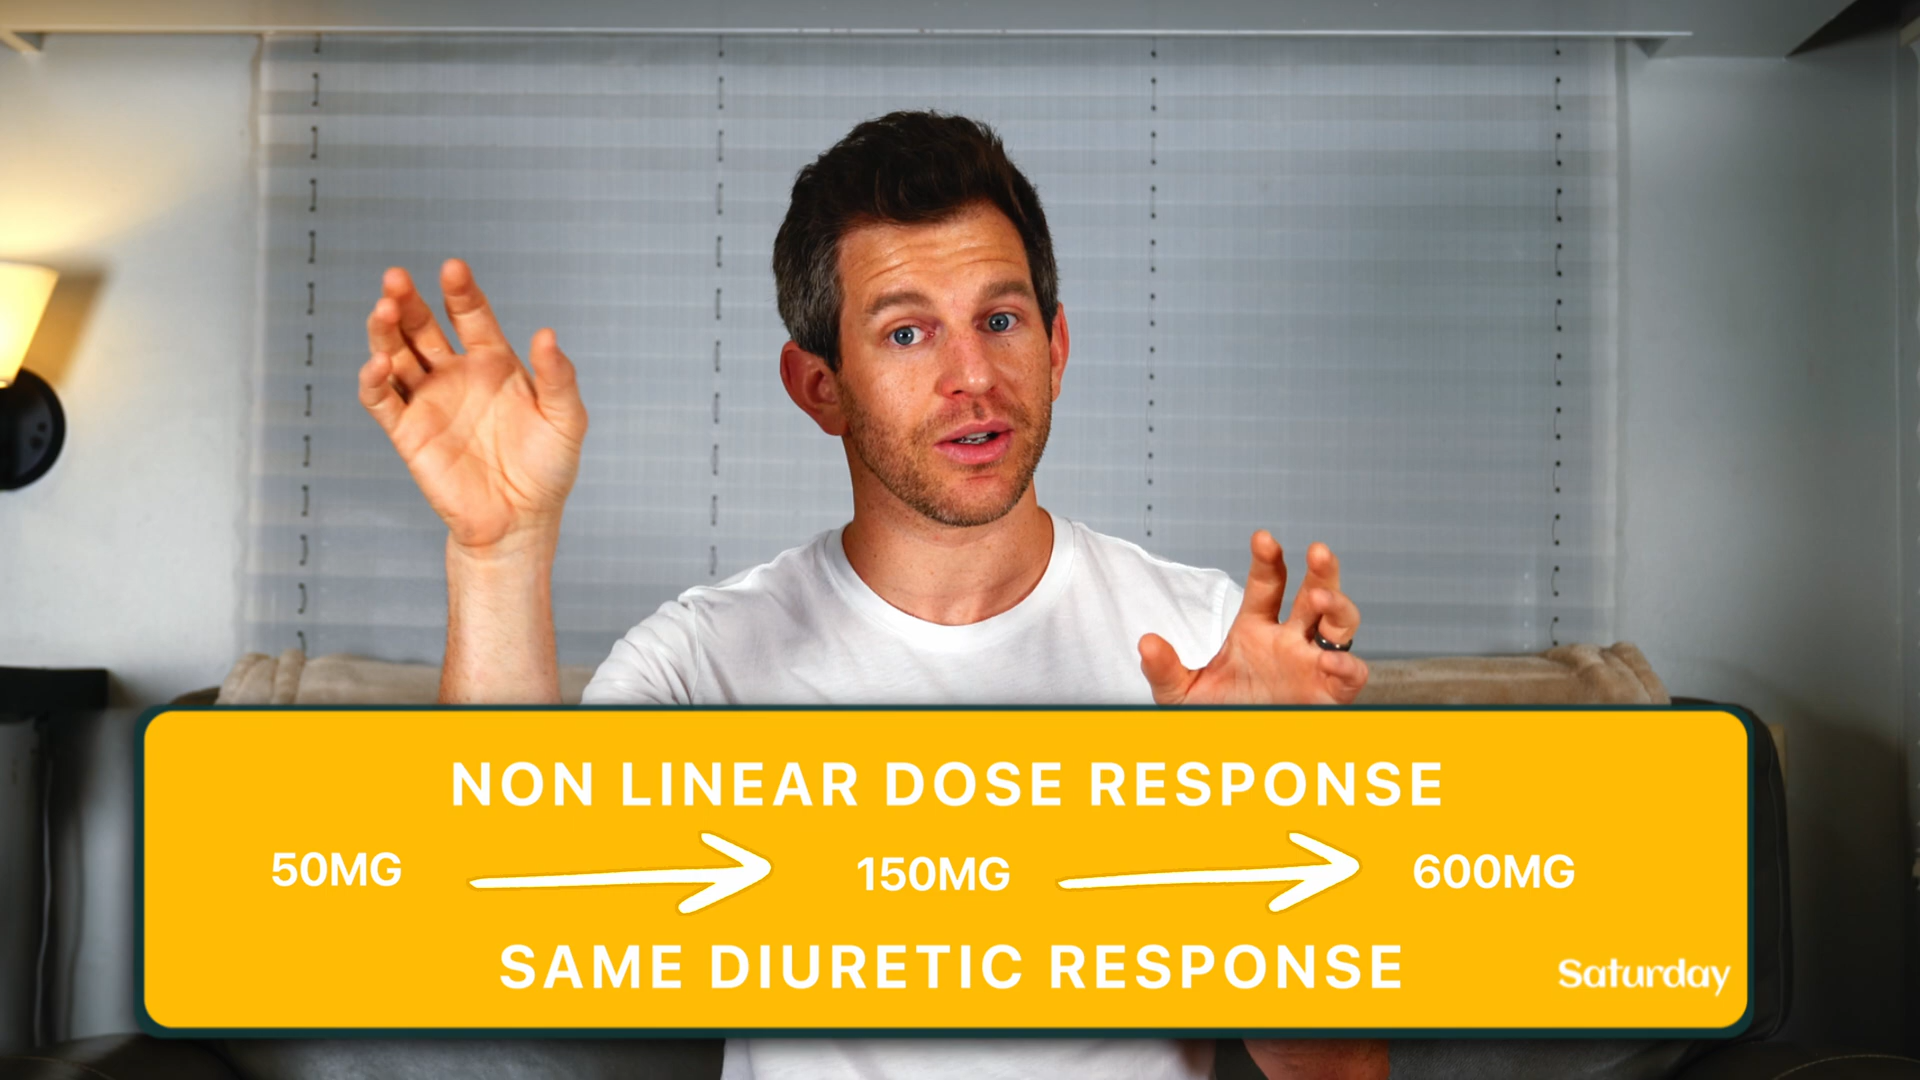 NON LINEAR DOSE RESPONSE
50MG 150MG 600MG
SAME DIURETIC RESPONSE
Saturday